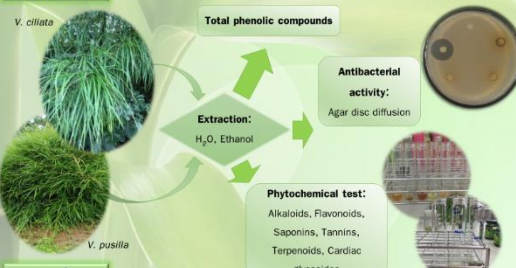 V. ciliata
Total phenolic compounds
Antibacterial
activity:
Agar disc diffusion
Extraction:
H₂O, Ethanol
Phytochemical test:
Alkaloids, Flavonoids,
Saponins, Tannins,
Terpenoids, Cardiac
V. pusilla